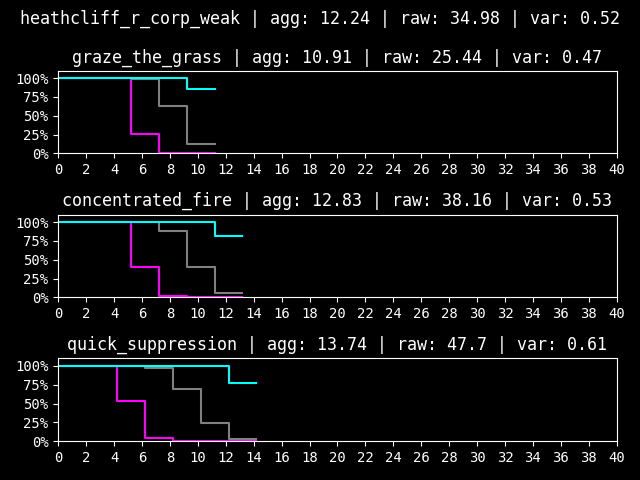 heathcliff_r_corp_weak | agg: 12.24 | raw: 34.98 | var: 0.52
graze_the_grass | agg: 10.91 | raw: 25.44 | var: 0.47
100%
75%
50%
25%
0%
0 2 4 6 8 10 12 14 16 18 20 22 24 26 28 30 32 34 36 38 40
concentrated_fire | agg: 12.83 | raw: 38.16 | var: 0.53
100%
75%
50%
25%
0%
0 2 4 6 8 10 12 14 16 18 20 22 24 26 28 30 32 34 36 38 40
quick_suppression | agg: 13.74 | raw: 47.7 | var: 0.61
100%
75%
50%
25%
0%
0 2 4 6 8 10 12 14 16 18 20 22 24 26 28 30 32 34 36 38 40